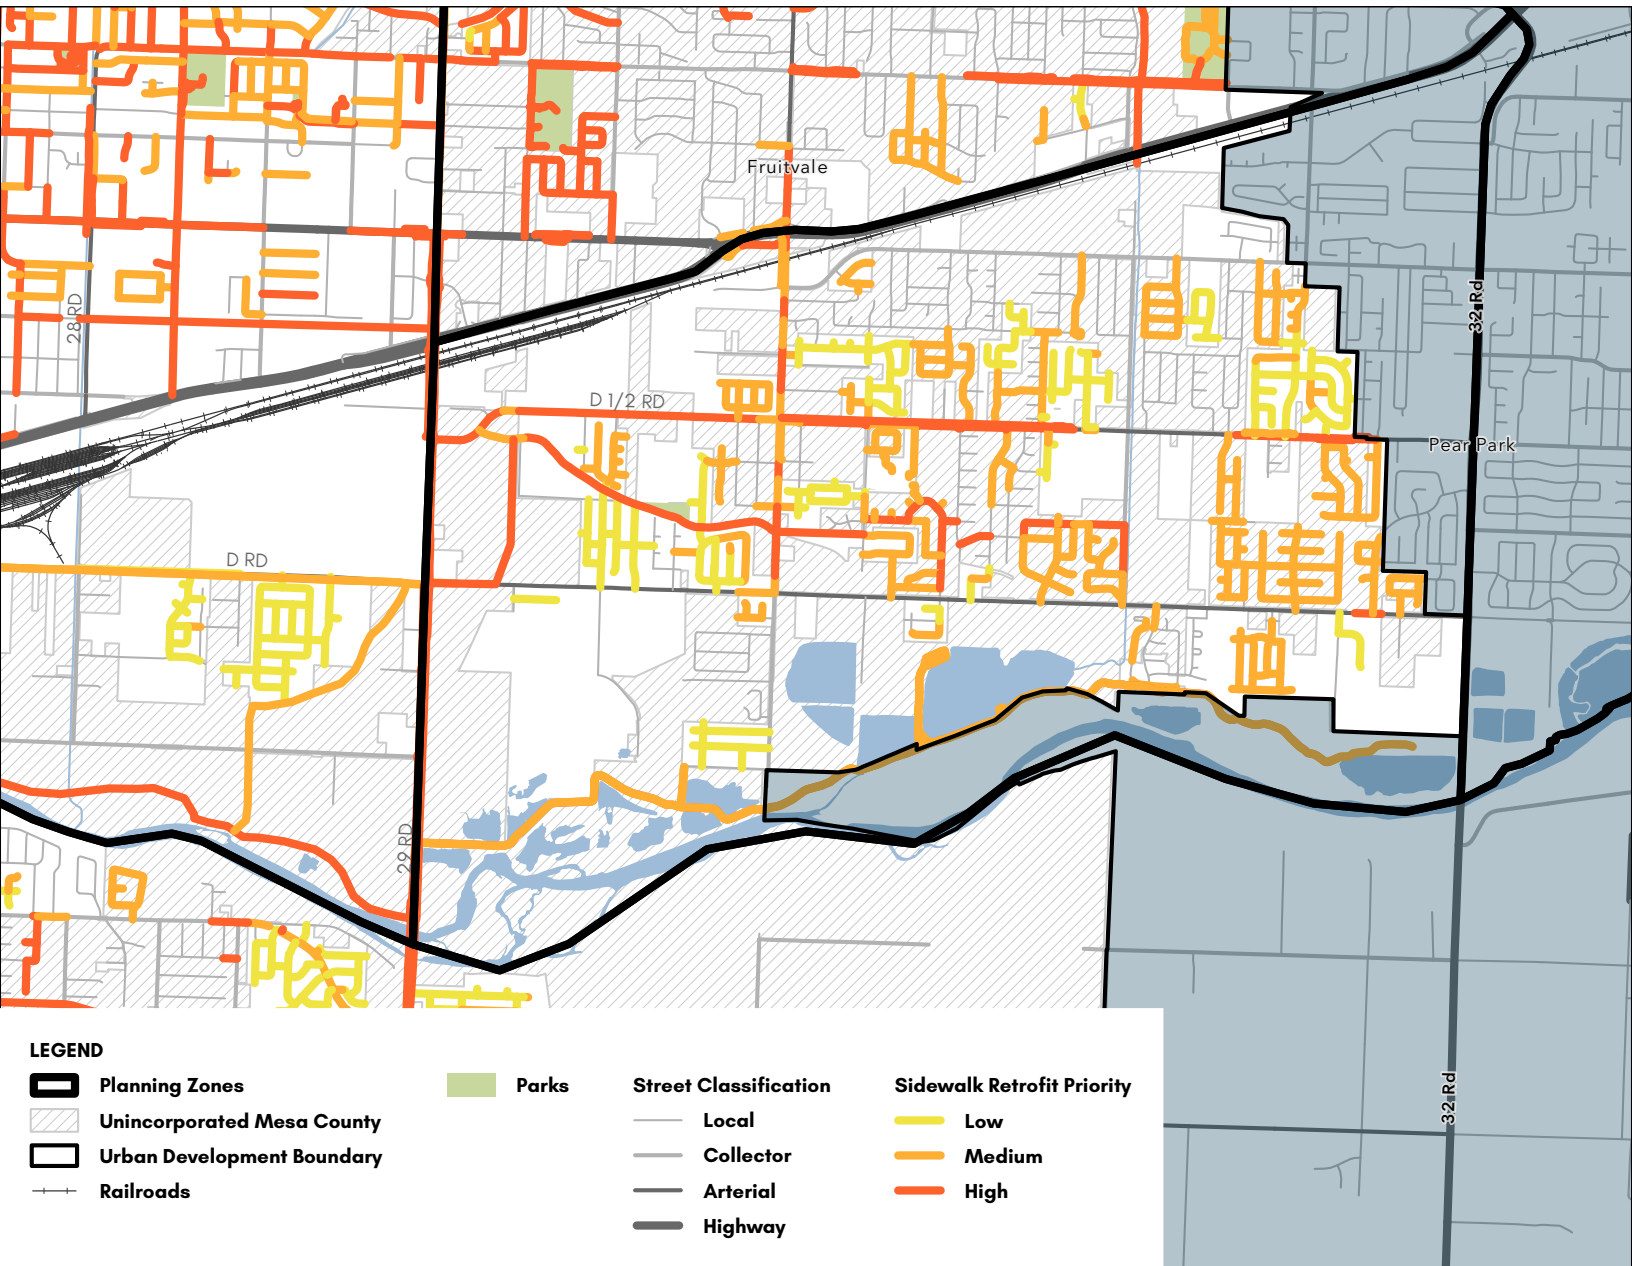 Fruitvale
28 RD
32 Rd
D 1/2 RD
Pear Park
D RD
29 RD
32 Rd
LEGEND
Planning Zones
Unincorporated Mesa County
Urban Development Boundary
Railroads
Parks
Street Classification
Local
Collector
Arterial
Highway
Sidewalk Retrofit Priority
Low
Medium
High